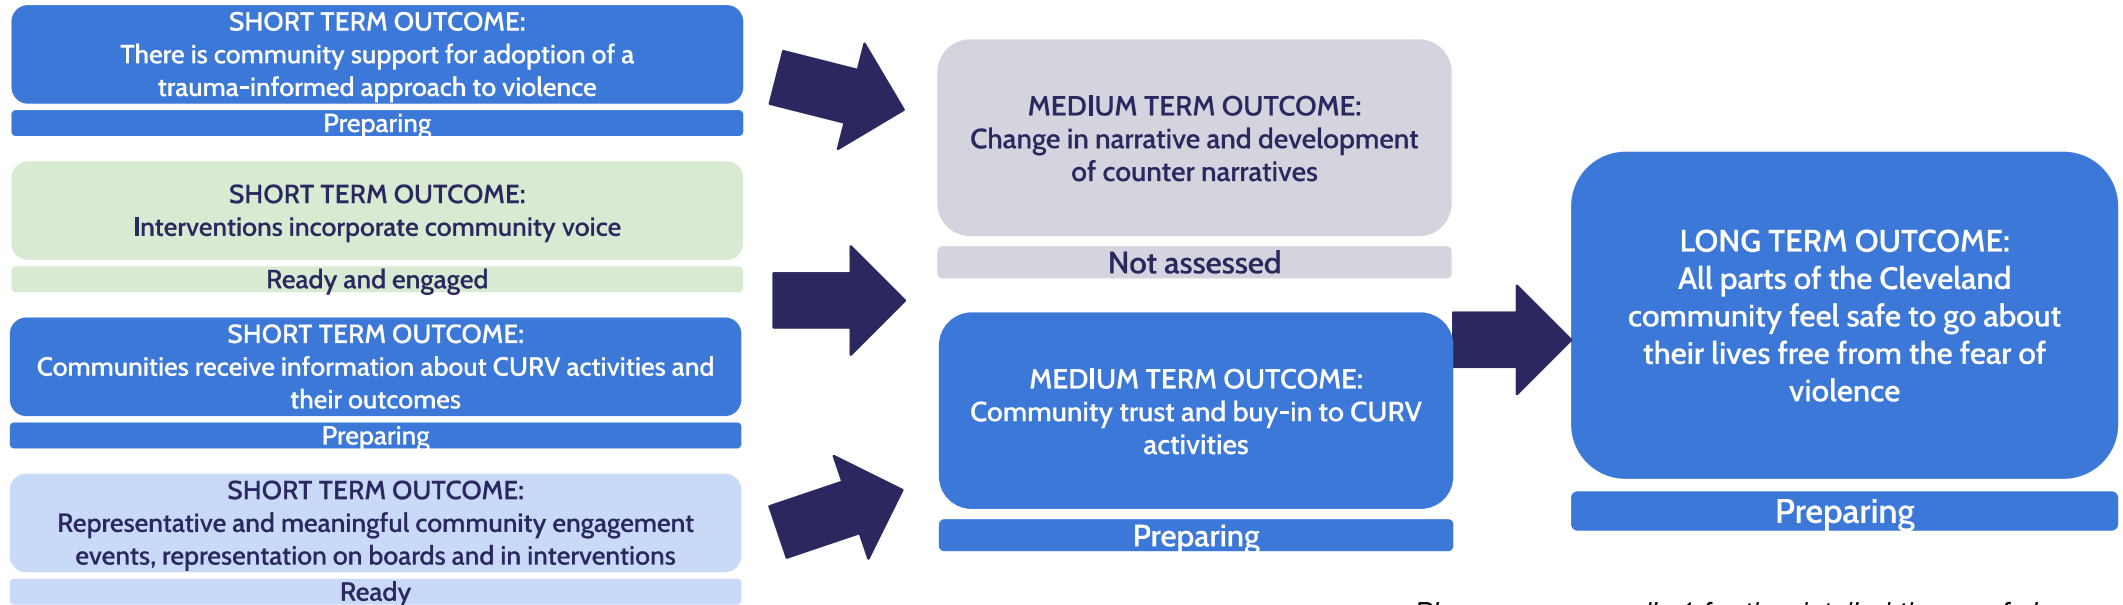 SHORT TERM OUTCOME:
There is community support for adoption of a
trauma-informed approach to violence
Preparing
SHORT TERM OUTCOME:
Interventions incorporate community voice
Ready and engaged
SHORT TERM OUTCOME:
Communities receive information about CURV activities and
their outcomes
Preparing
SHORT TERM OUTCOME:
Representative and meaningful community engagement
events, representation on boards and in interventions
Ready
MEDIUM TERM OUTCOME:
Change in narrative and development
of counter narratives
Not assessed
MEDIUM TERM OUTCOME:
Community trust and buy-in to CURV
activities
Preparing
LONG TERM OUTCOME:
All parts of the Cleveland
community feel safe to go about
their lives free from the fear of
violence
Preparing